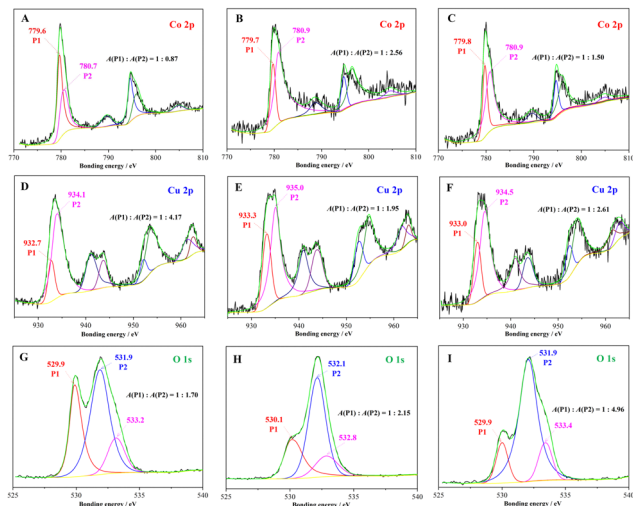 A
Co 2p
779.6
P1
780.7
P2
A(P1) : A(P2) = 1 : 0.87
770 780 790 800 810
Bonding energy / eV
B
Co 2p
779.7
P1
780.9
P2
A(P1) : A(P2) = 1 : 2.56
770 780 790 800 810
Bonding energy / eV
C
Co 2p
779.8
P1
780.9
P2
A(P1) : A(P2) = 1 : 1.50
770 780 790 800 810
Bonding energy / eV
D
Cu 2p
934.1
P2
932.7
P1
A(P1) : A(P2) = 1 : 4.17
930 940 950 960
Bonding energy / eV
E
Cu 2p
935.0
P2
933.3
P1
A(P1) : A(P2) = 1 : 1.95
930 940 950 960
Bonding energy / eV
F
Cu 2p
934.5
P2
933.0
P1
A(P1) : A(P2) = 1 : 2.61
930 940 950 960
Bonding energy / eV
G
O 1s
529.9
P1
531.9
P2
533.2
A(P1) : A(P2) = 1 : 1.70
525 530 535 540
Bonding energy / eV
H
O 1s
532.1
P2
530.1
P1
532.8
A(P1) : A(P2) = 1 : 2.15
525 530 535 540
Bonding energy / eV
I
O 1s
531.9
P2
529.9
P1
533.4
A(P1) : A(P2) = 1 : 4.96
525 530 535 540
Bonding energy / eV